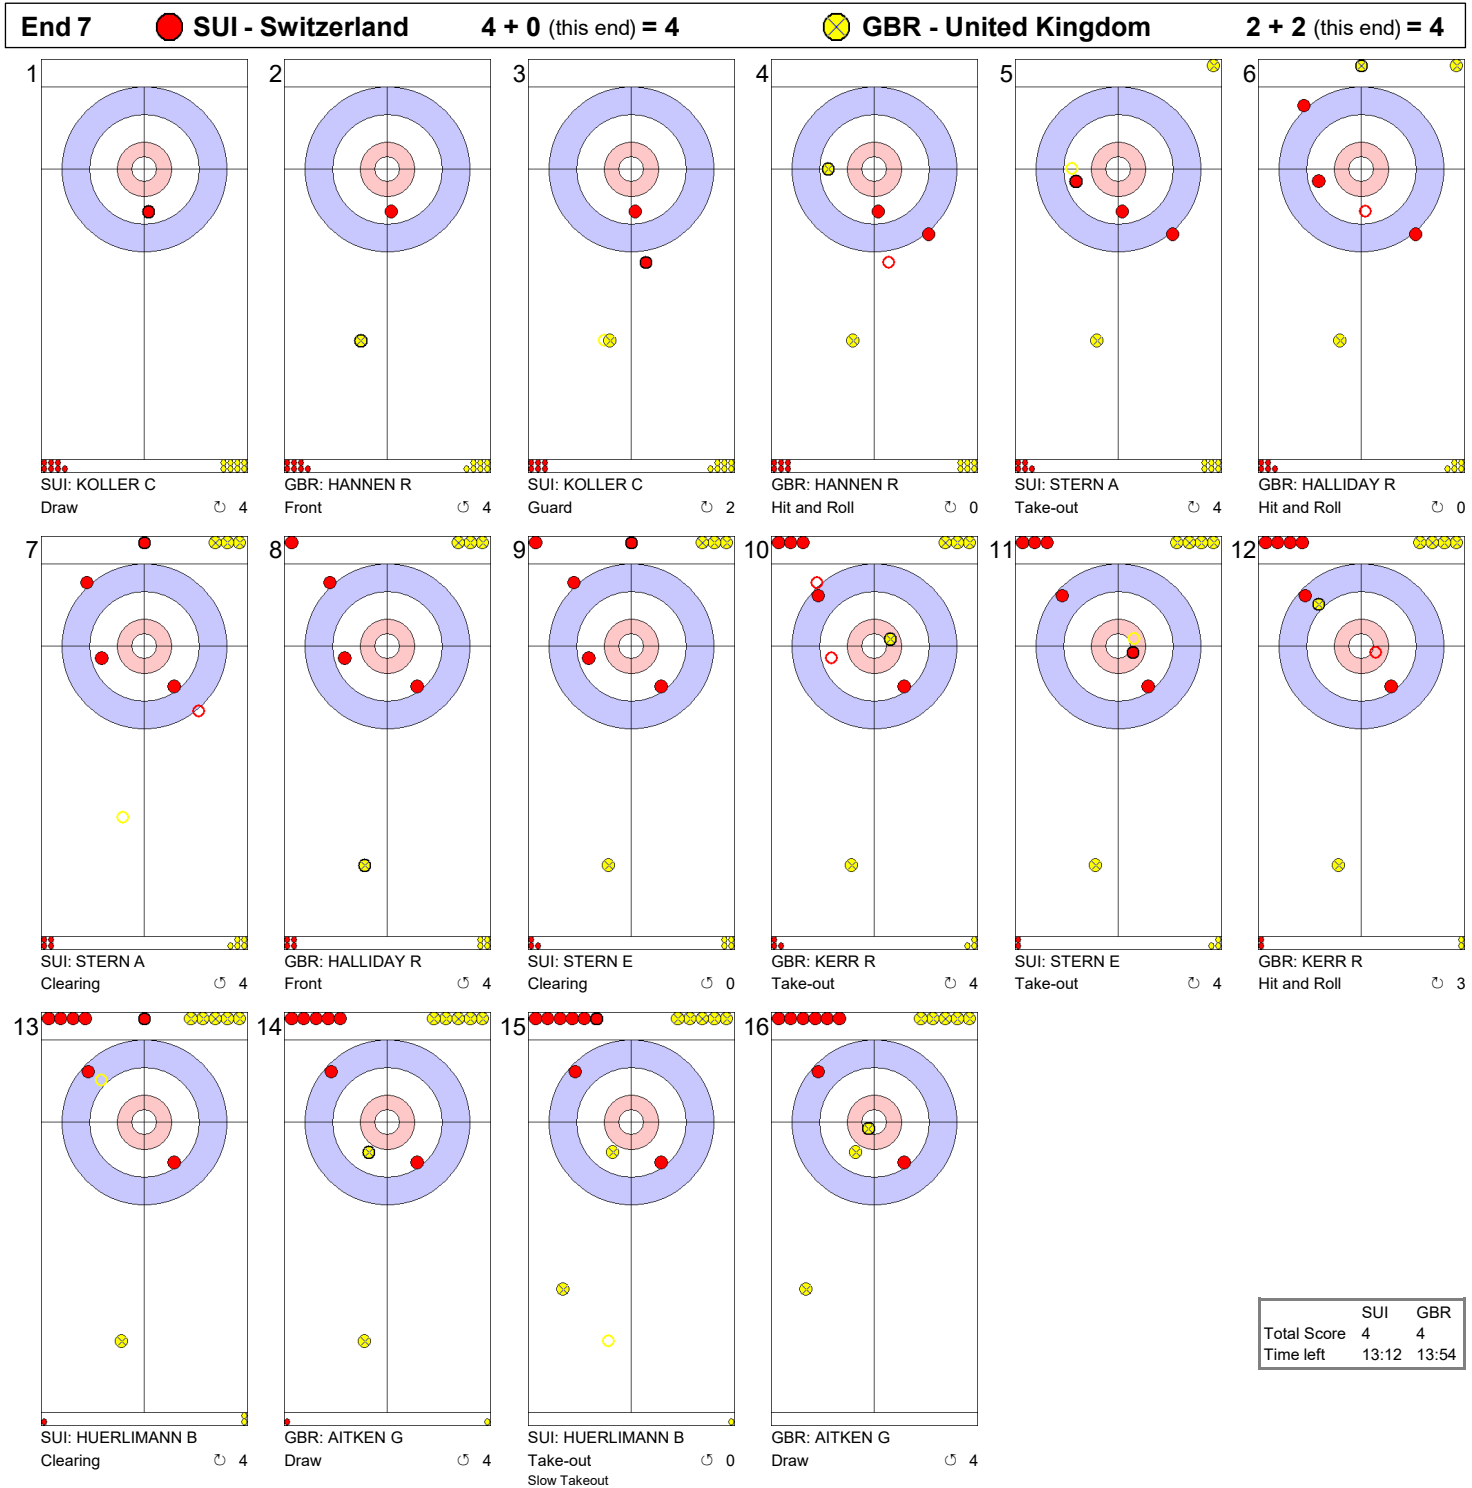 End 7 SUI - Switzerland 4 + 0 (this end) = 4 GBR - United Kingdom 2 + 2 (this end) = 4
1 2 3 4 5 6
SUI: KOLLER C GBR: HANNEN R SUI: KOLLER C GBR: HANNEN R SUI: STERN A GBR: HALLIDAY R
Draw ↻ 4 Front ↺ 4 Guard ↻ 2 Hit and Roll ↻ 0 Take-out ↻ 4 Hit and Roll ↻ 0
7 8 9 10 11 12
SUI: STERN A GBR: HALLIDAY R SUI: STERN E GBR: KERR R SUI: STERN E GBR: KERR R
Clearing ↺ 4 Front ↺ 4 Clearing ↺ 0 Take-out ↺ 4 Take-out ↻ 4 Hit and Roll ↻ 3
13 14 15 16
SUI GBR
Total Score 4 4
Time left 13:12 13:54
SUI: HUERLIMANN B GBR: AITKEN G SUI: HUERLIMANN B GBR: AITKEN G
Clearing ↻ 4 Draw ↺ 4 Take-out ↺ 0 Draw ↺ 4
Slow Takeout